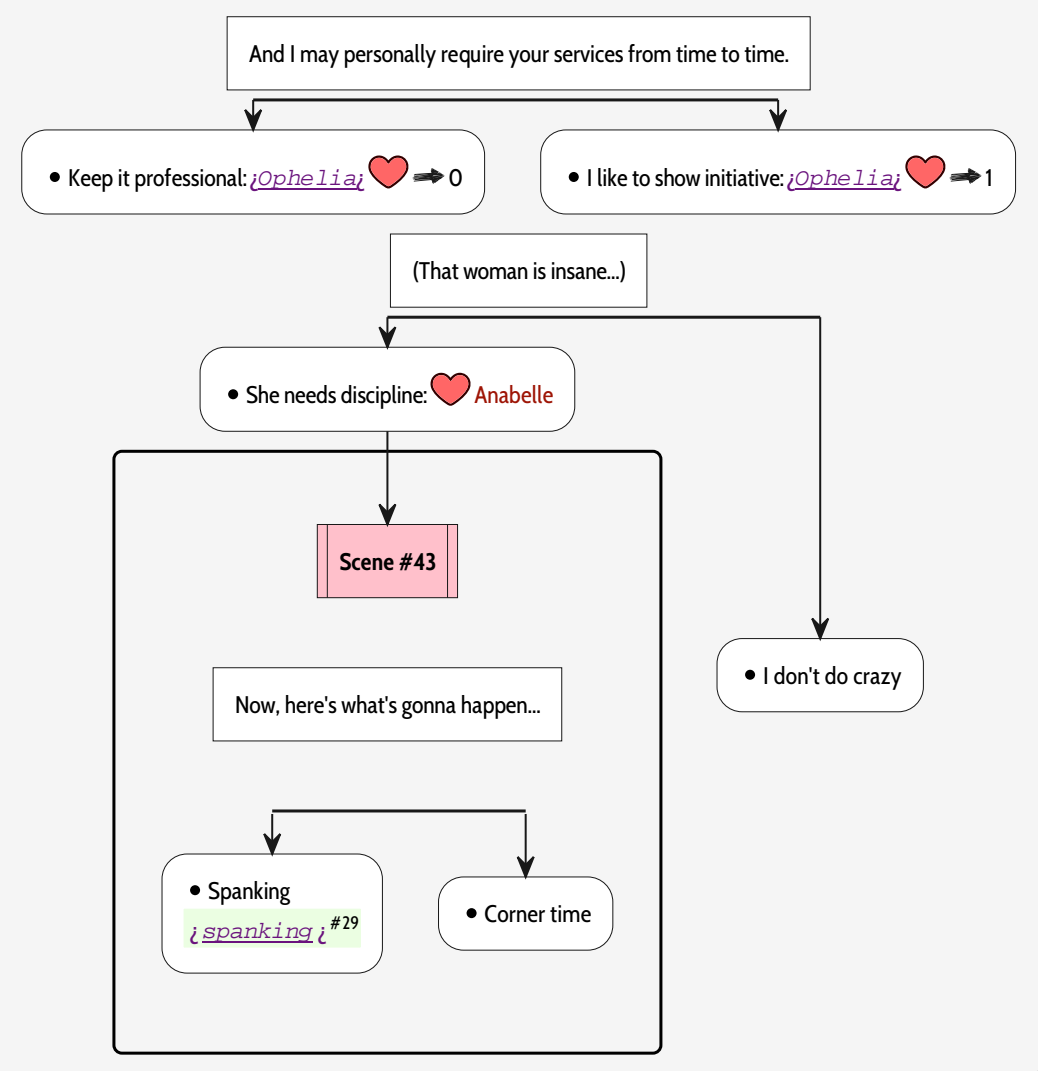 And I may personally require your services from time to time.
• Keep it professional: ¿Ophelia¿ ❤ ➡ 0
• I like to show initiative: ¿Ophelia¿ ❤ ➡ 1
(That woman is insane...)
• She needs discipline: ❤ Anabelle
Scene #43
• I don't do crazy
Now, here's what's gonna happen...
• Spanking
¿spanking¿#29
• Corner time